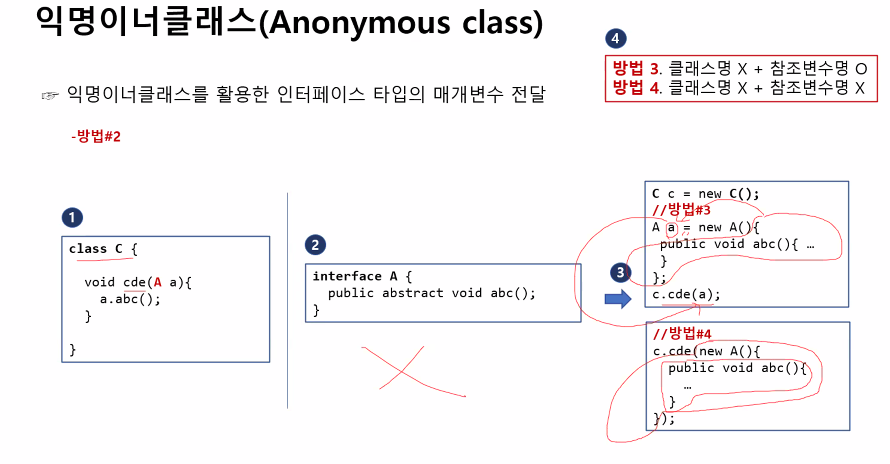 익명이너클래스(Anonymous class)
☞ 익명이너클래스를 활용한 인터페이스 타입의 매개변수 전달
-방법#2
4
방법 3. 클래스명 X + 참조변수명 O
방법 4. 클래스명 X + 참조변수명 X
1
class C {
void cde(A a){
a.abc();
}
}
2
interface A {
public abstract void abc();
}
3
C c = new C();
//방법#3
A a = new A(){
public void abc(){ …
}
};
c.cde(a);
//방법#4
c.cde(new A(){
public void abc(){
…
}
});